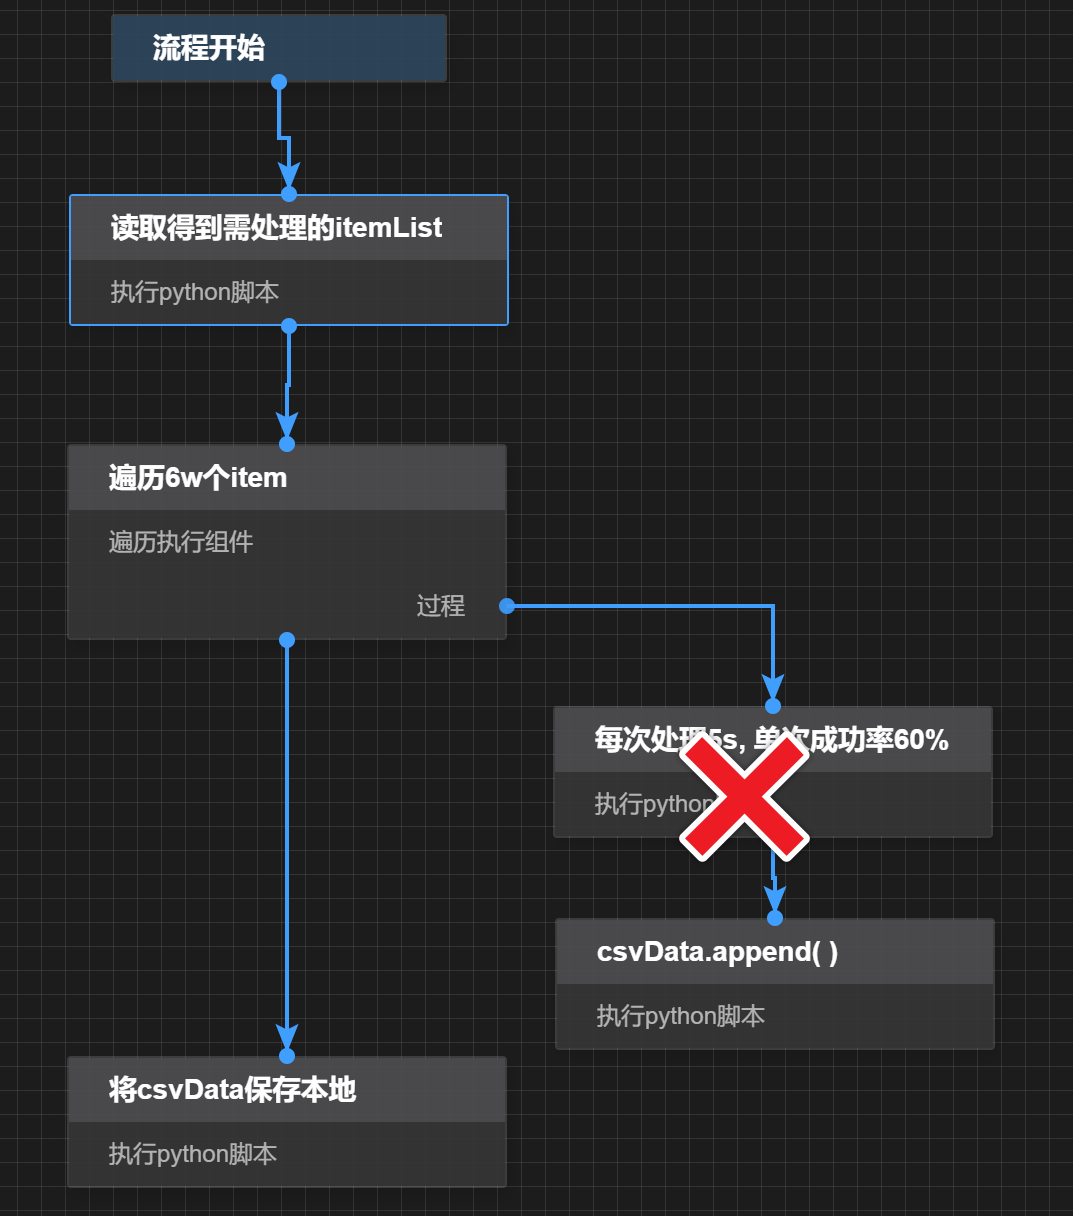 流程开始
读取得到需处理的itemList
执行python脚本
遍历6w个item
遍历执行组件
过程
每次处理5s, 单次成功率60%
执行python
csvData.append( )
执行python脚本
将csvData保存本地
执行python脚本